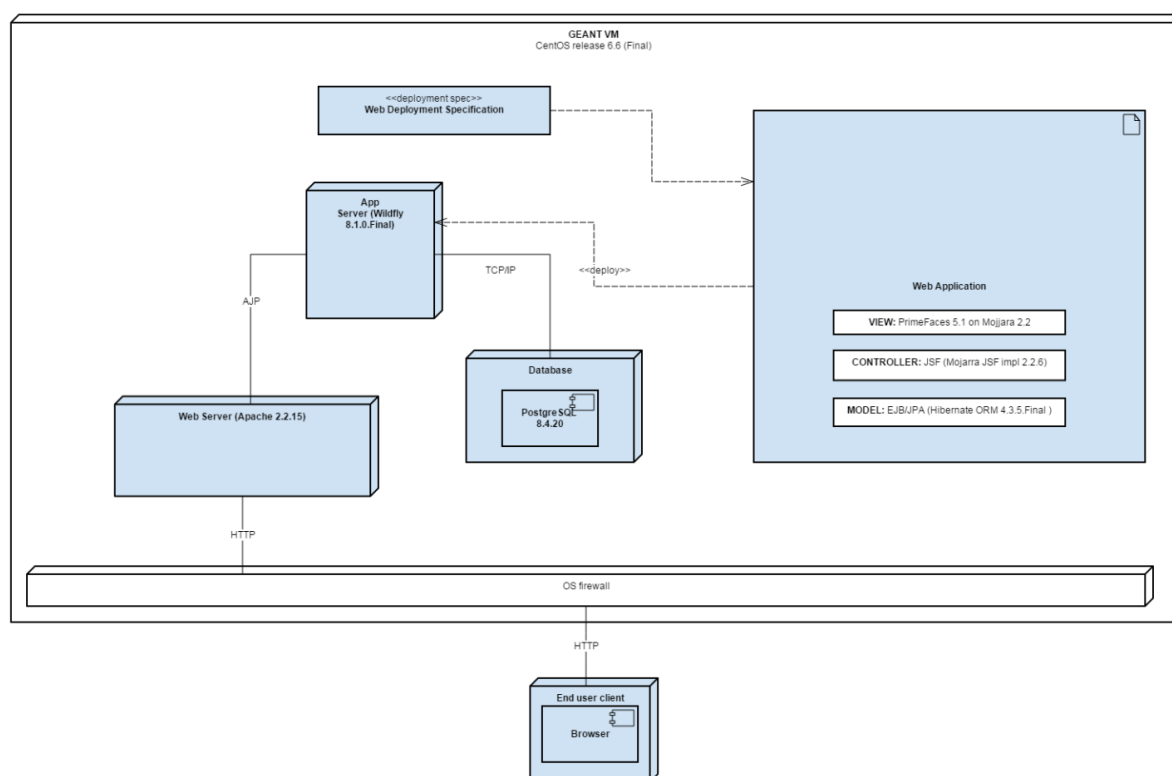 GEANT VM
CentOS release 6.6 (Final)
<<deployment spec>>
Web Deployment Specification
App
Server (Wildfly
8.1.0.Final)
TCP/IP
<<deploy>>
AJP
Web Application
VIEW: PrimeFaces 5.1 on Mojjara 2.2
CONTROLLER: JSF (Mojarra JSF impl 2.2.6)
MODEL: EJB/JPA (Hibernate ORM 4.3.5.Final )
Database
PostgreSQL
8.4.20
Web Server (Apache 2.2.15)
HTTP
OS firewall
HTTP
End user client
Browser